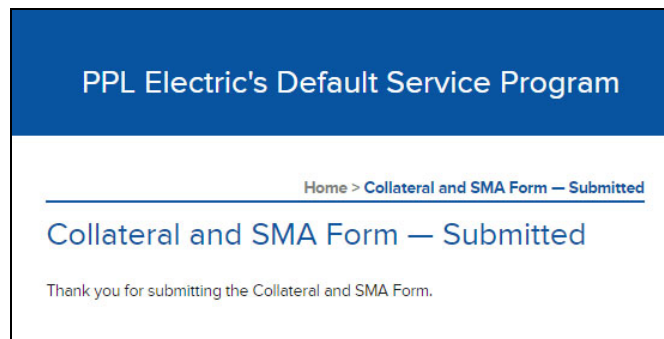 PPL Electric's Default Service Program
Home > Collateral and SMA Form — Submitted
Collateral and SMA Form — Submitted
Thank you for submitting the Collateral and SMA Form.